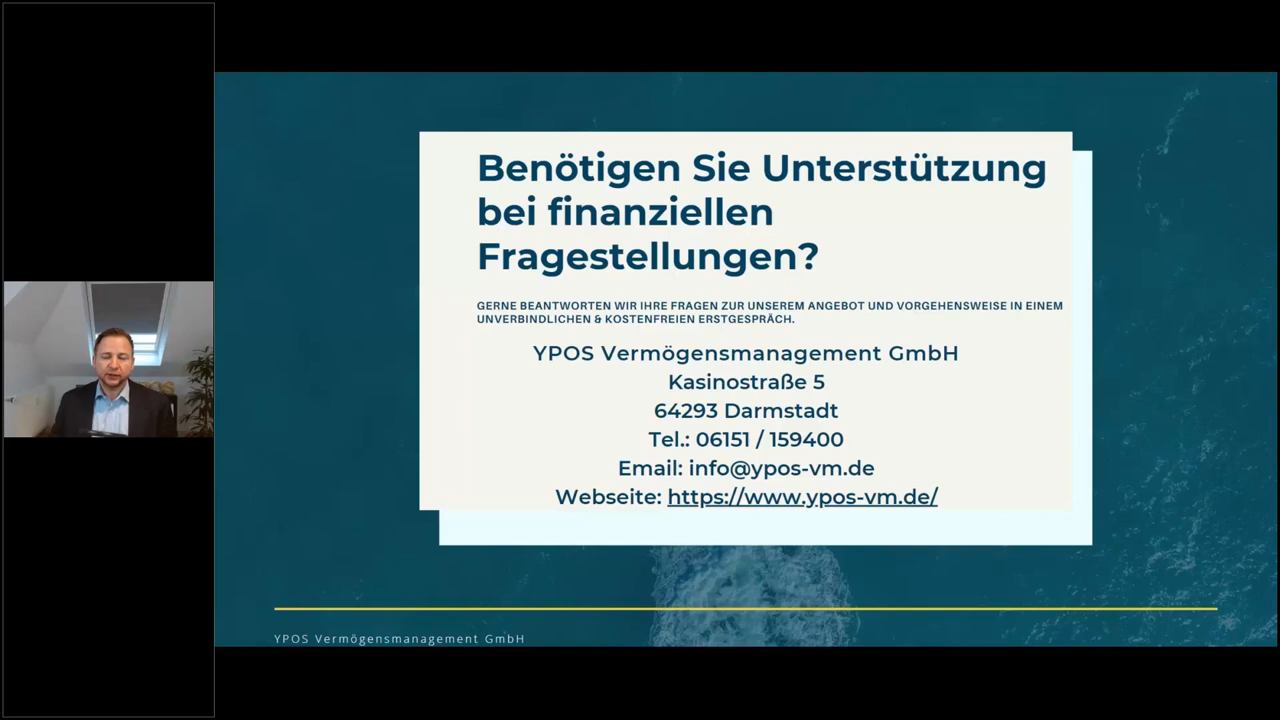 Benötigen Sie Unterstützung
bei finanziellen
Fragestellungen?
GERNE BEANTWORTEN WIR IHRE FRAGEN ZUR UNSEREM ANGEBOT UND VORGEHENSWEISE IN EINEM
UNVERBINDLICHEN & KOSTENFREIEN ERSTGESPRÄCH.
YPOS Vermögensmanagement GmbH
Kasinostraße 5
64293 Darmstadt
Tel.: 06151 / 159400
Email: info@ypos-vm.de
Webseite: https://www.ypos-vm.de/
YPOS Vermögensmanagement GmbH